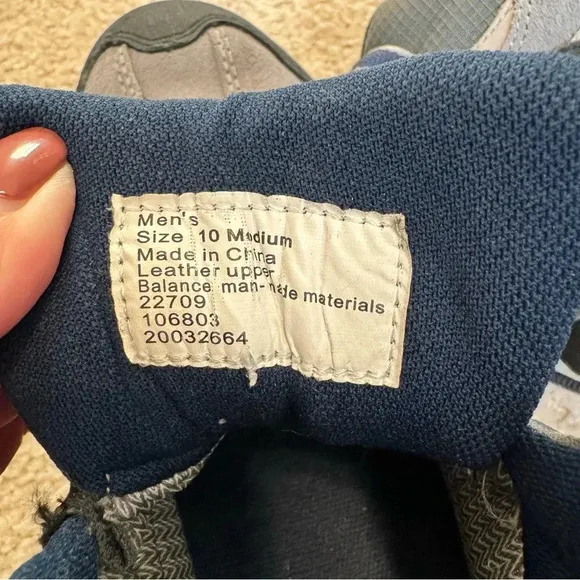 Men's
Size 10 Medium
Made in China
Leather upper
Balance man-made materials
22709
106803
20032664